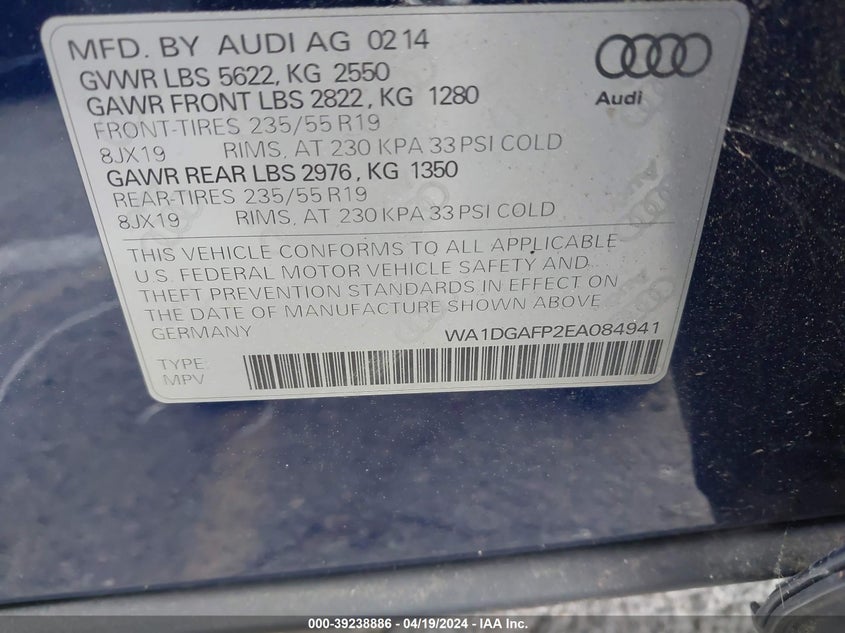 MFD. BY AUDI AG 0214
GVWR LBS 5622, KG 2550
GAWR FRONT LBS 2822, KG 1280
FRONT-TIRES 235/55 R19
8JX19 RIMS, AT 230 KPA 33 PSI COLD
GAWR REAR LBS 2976, KG 1350
REAR-TIRES 235/55 R19
8JX19 RIMS, AT 230 KPA 33 PSI COLD
Audi
THIS VEHICLE CONFORMS TO ALL APPLICABLE
U.S. FEDERAL MOTOR VEHICLE SAFETY AND
THEFT PREVENTION STANDARDS IN EFFECT ON
THE DATE OF MANUFACTURE SHOWN ABOVE
GERMANY WA1DGAFP2EA084941
TYPE:
MPV
000-39238886 - 04/19/2024 - IAA Inc.